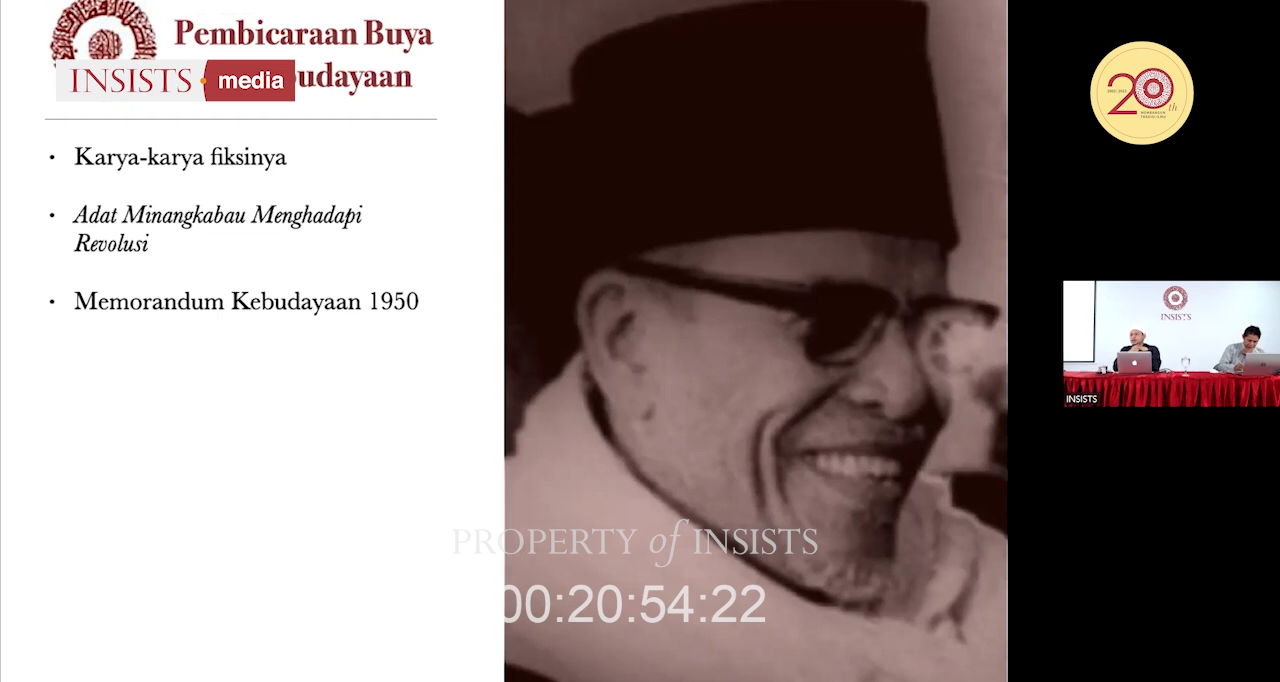 Pembicaraan Buya
udayaan
INSISTS media
• Karya-karya fiksinya
• Adat Minangkabau Menghadapi
Revolusi
• Memorandum Kebudayaan 1950
20th
INSISTS
INSISTS
PROPERTY of INSISTS
00:20:54:22